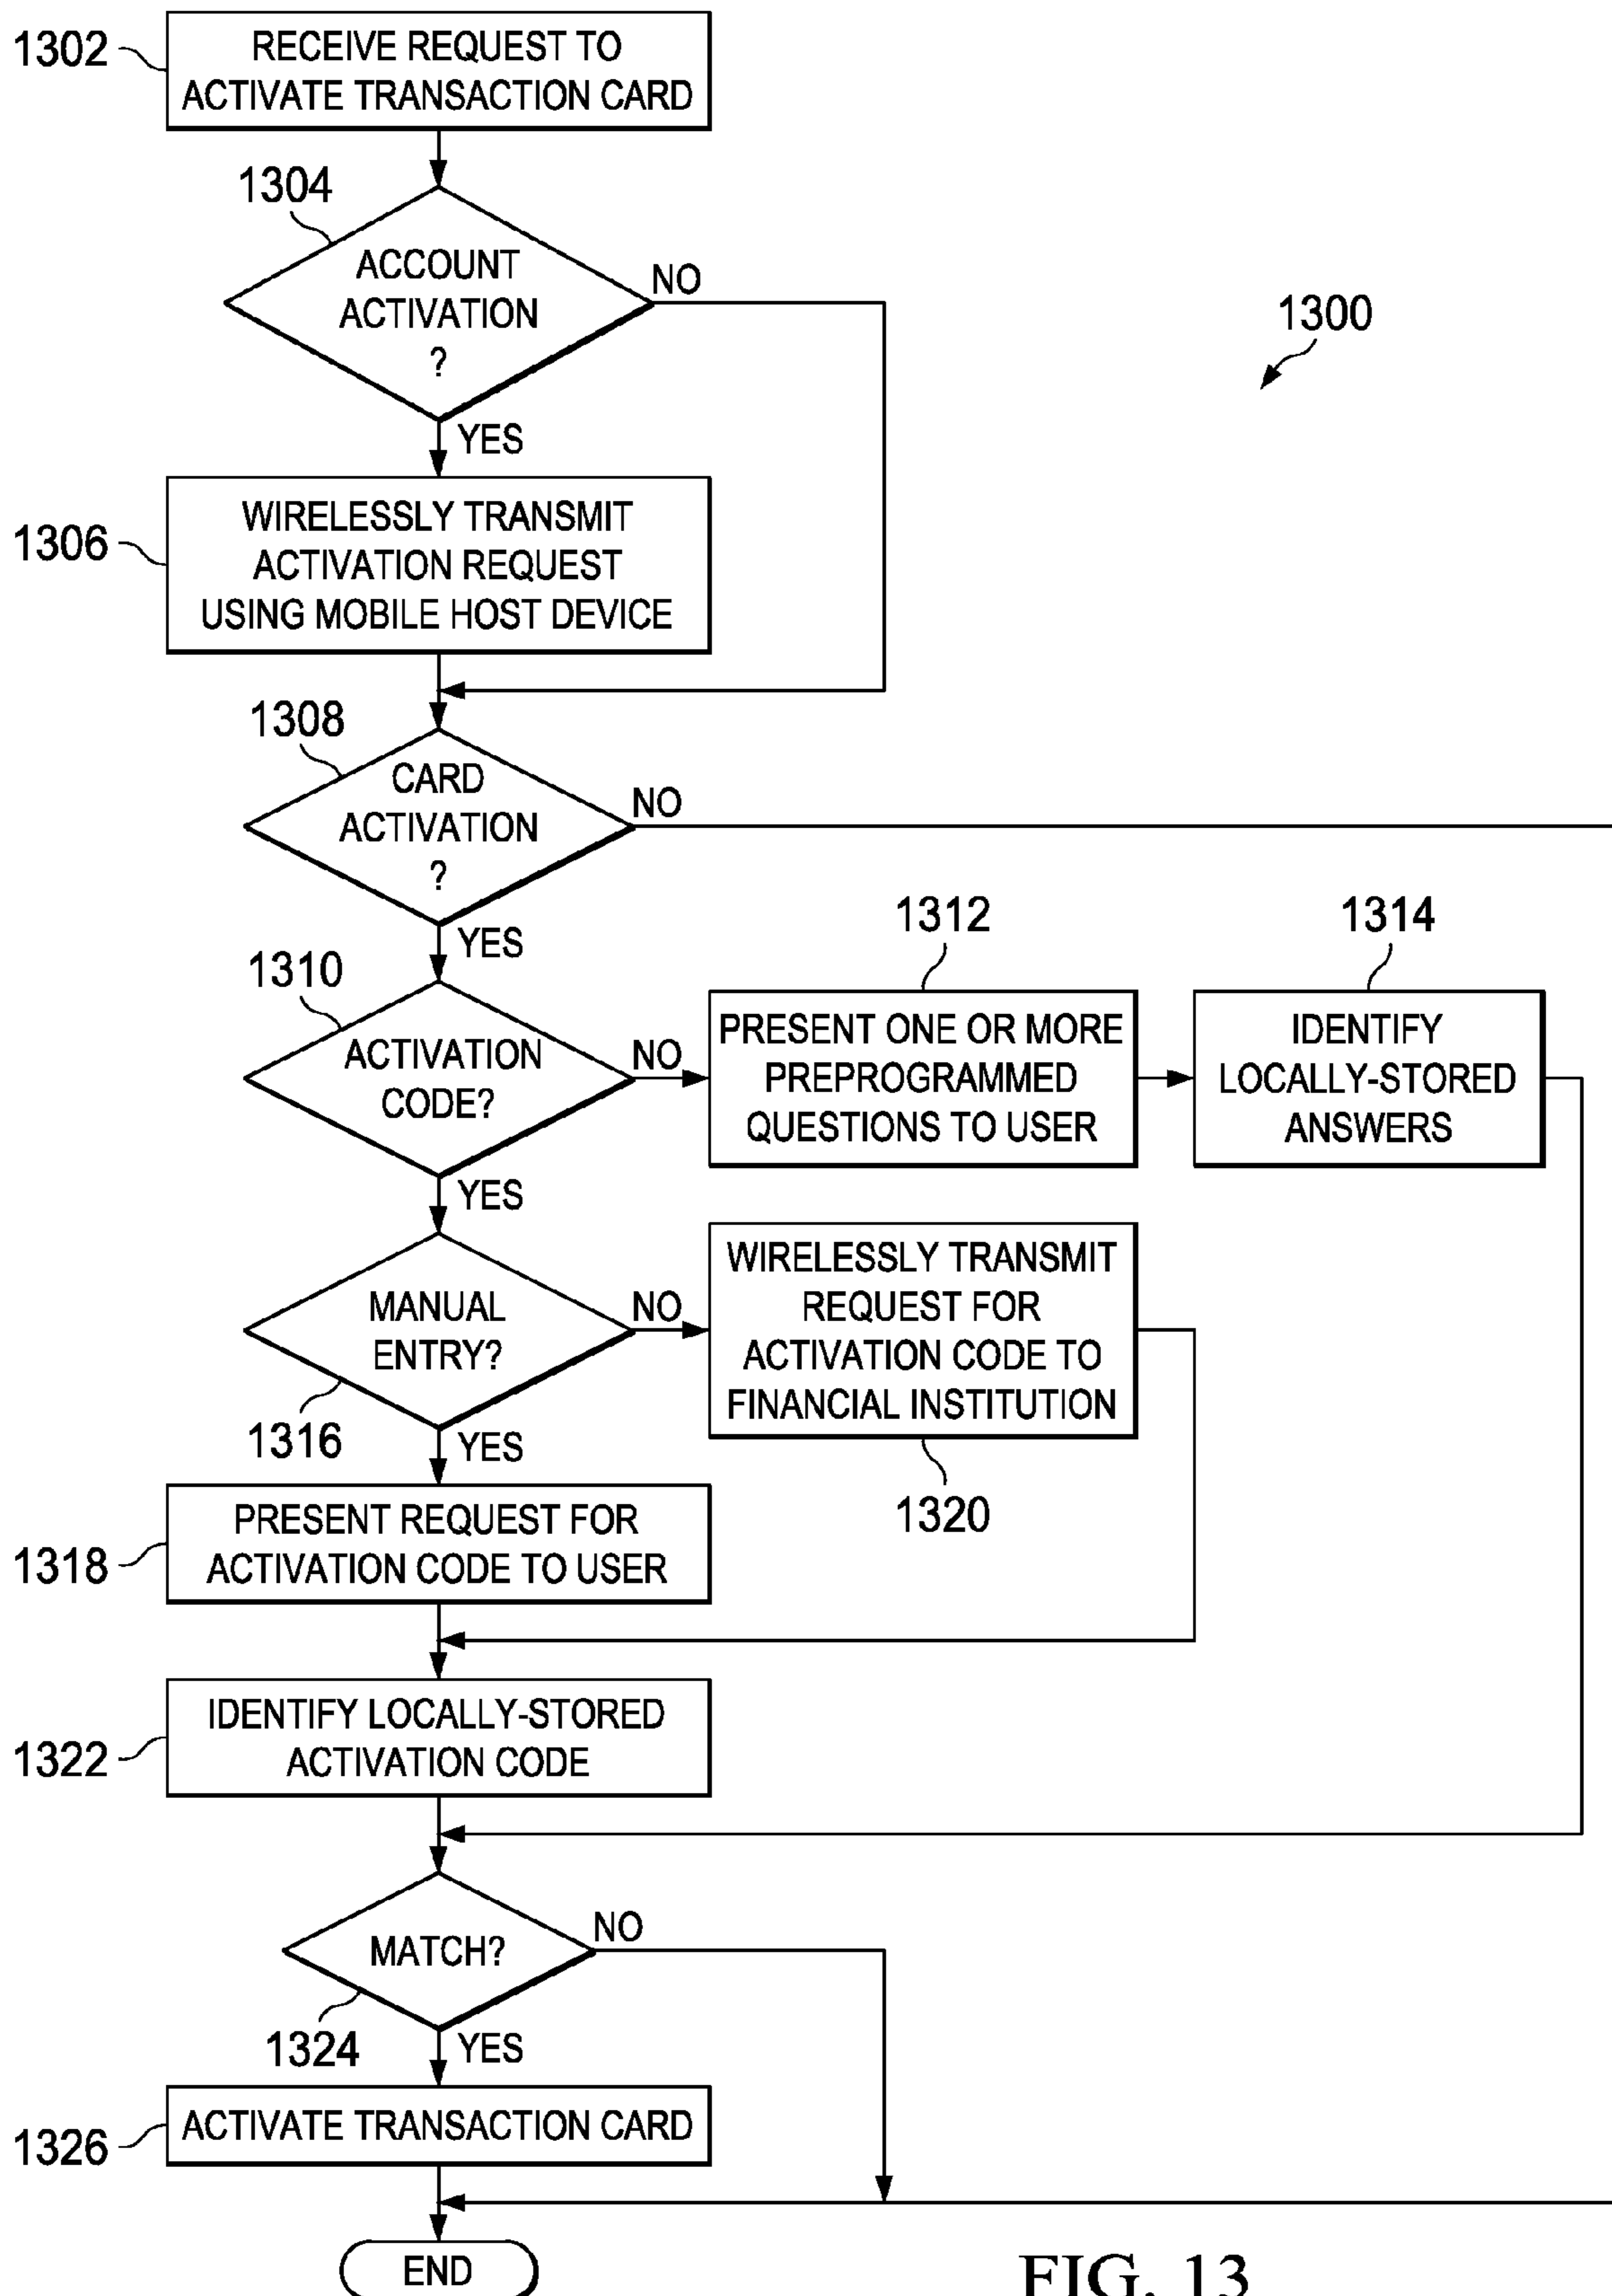 1302
RECEIVE REQUEST TO
ACTIVATE TRANSACTION CARD
1304
ACCOUNT
ACTIVATION
?
NO
YES
1300
1306
WIRELESSLY TRANSMIT
ACTIVATION REQUEST
USING MOBILE HOST DEVICE
1308
CARD
ACTIVATION
?
NO
YES
1310
ACTIVATION
CODE?
NO
YES
1312
PRESENT ONE OR MORE
PREPROGRAMMED
QUESTIONS TO USER
1314
IDENTIFY
LOCALLY-STORED
ANSWERS
MANUAL
ENTRY?
1316
NO
YES
WIRELESSLY TRANSMIT
REQUEST FOR
ACTIVATION CODE TO
FINANCIAL INSTITUTION
1320
1318
PRESENT REQUEST FOR
ACTIVATION CODE TO USER
1322
IDENTIFY LOCALLY-STORED
ACTIVATION CODE
MATCH?
NO
1324
YES
1326
ACTIVATE TRANSACTION CARD
END
FIG. 13